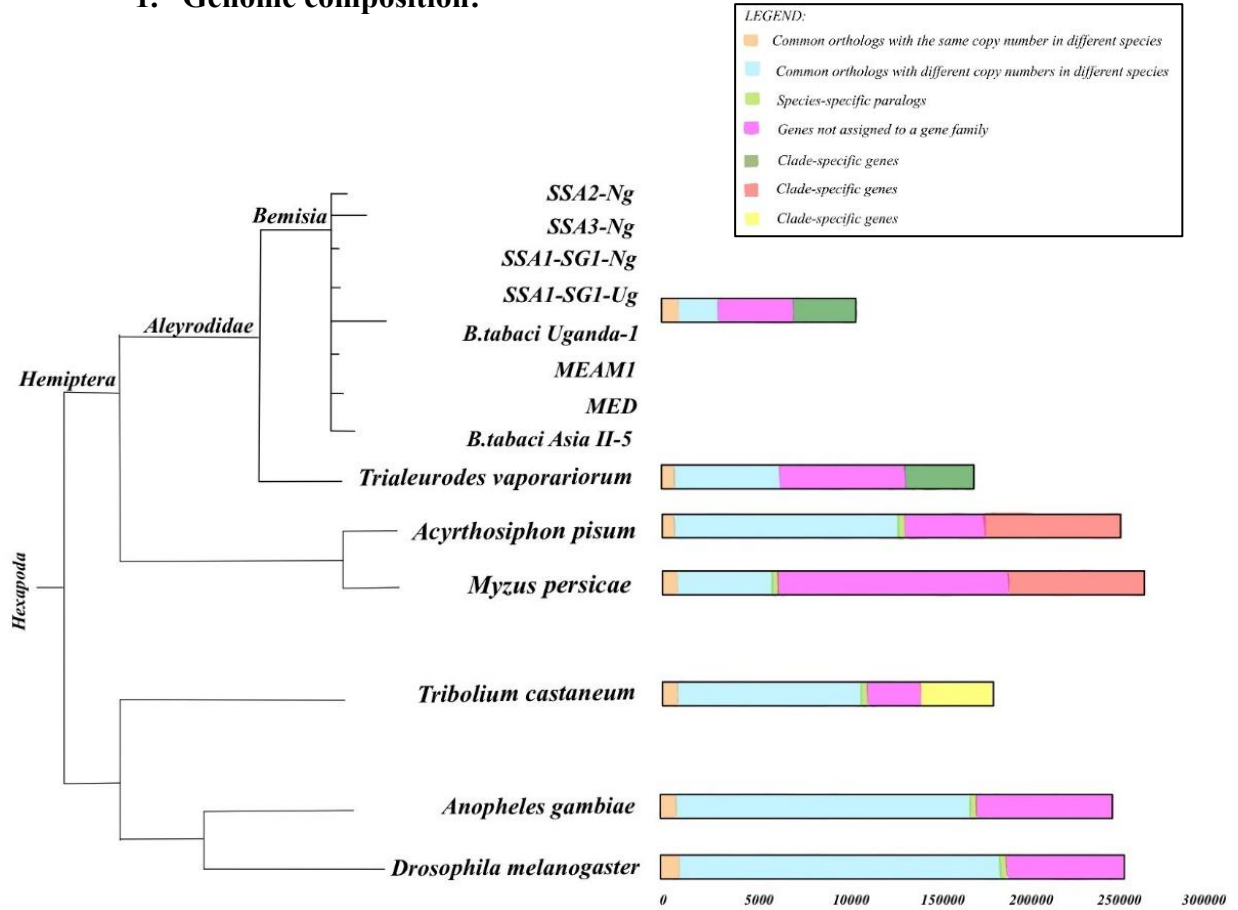 1. Genomic composition:
LEGEND:
Common orthologs with the same copy number in different species
Common orthologs with different copy numbers in different species
Species-specific paralogs
Genes not assigned to a gene family
Clade-specific genes
Clade-specific genes
Clade-specific genes
SSA2-Ng
Bemisia
SSA3-Ng
SSA1-SG1-Ng
SSA1-SG1-Ug
Aleyrodidae
B.tabaci Uganda-1
MEAM1
Hemiptera
MED
B.tabaci Asia II-5
Trialeurodes vaporariorum
Acyrthosiphon pisum
Myzus persicae
Hexapoda
Tribolium castaneum
Anopheles gambiae
Drosophila melanogaster
0 5000 10000 150000 200000 250000 300000